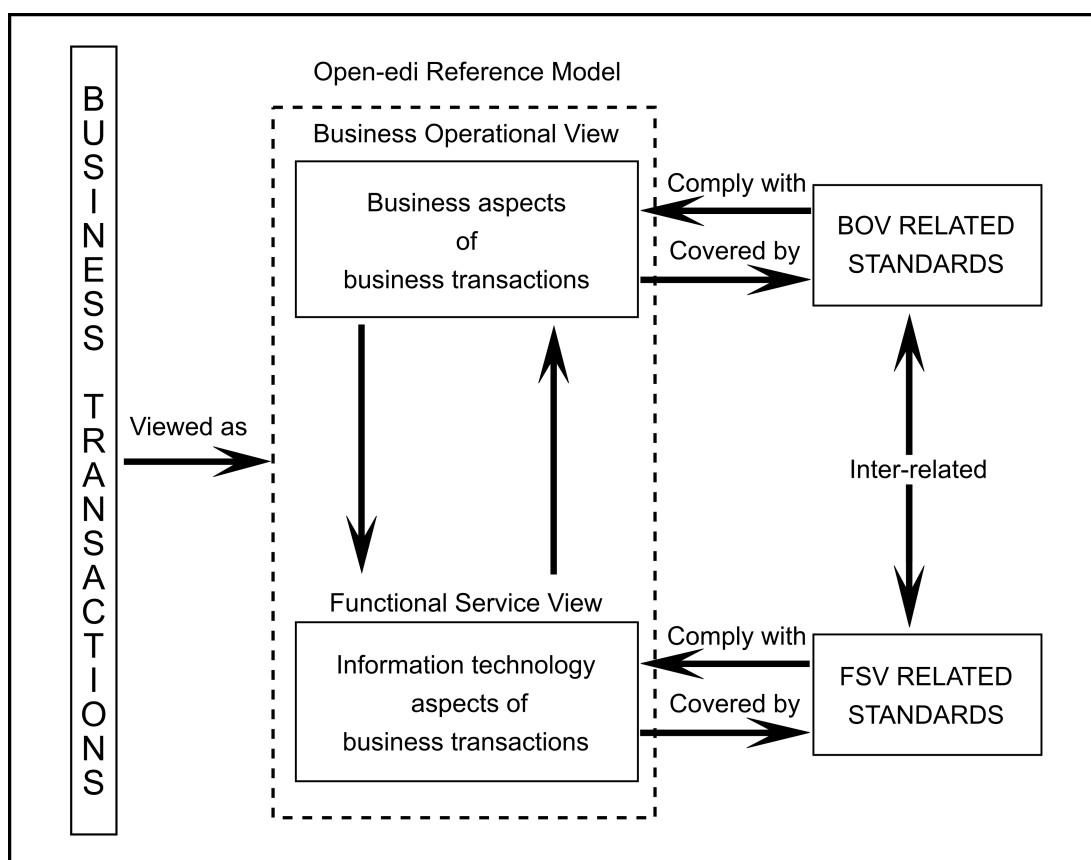 BUSINESS TRANSACTIONS
Open-edi Reference Model
Business Operational View
Business aspects
of
business transactions
Comply with
Covered by
BOV RELATED
STANDARDS
Viewed as
Inter-related
Functional Service View
Information technology
aspects of
business transactions
Comply with
Covered by
FSV RELATED
STANDARDS